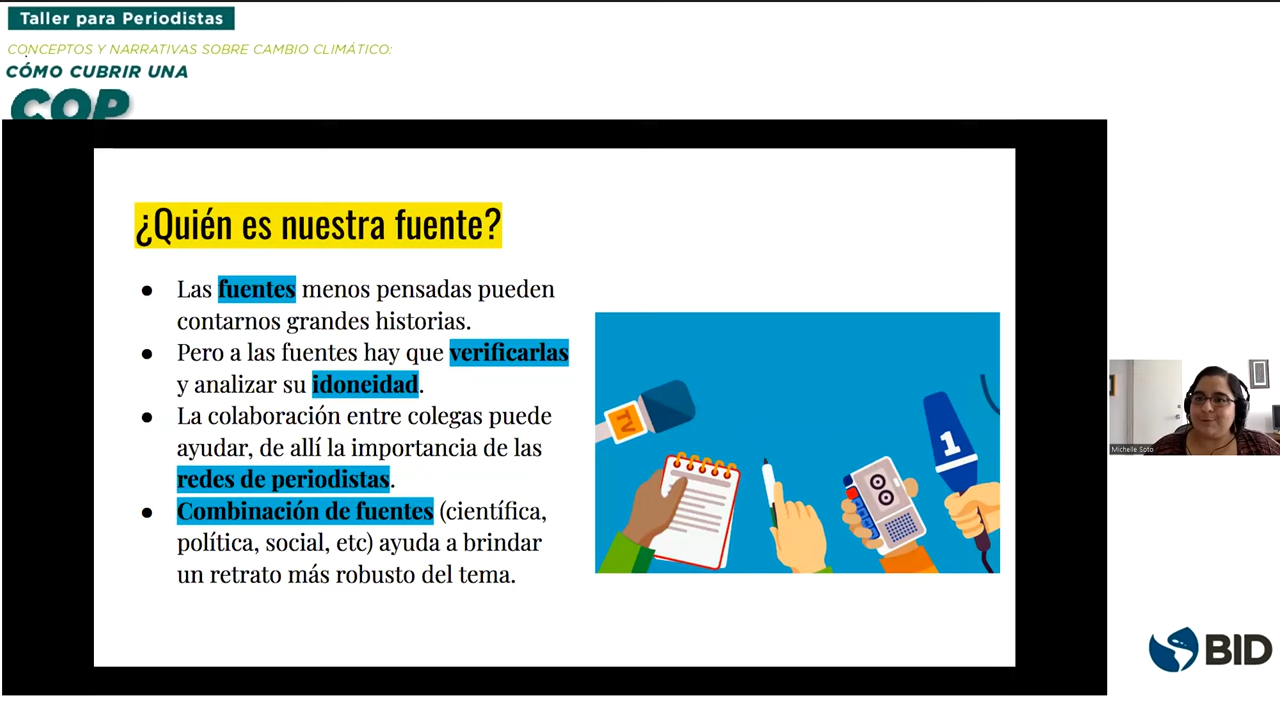 Taller para Periodistas
CONCEPTOS Y NARRATIVAS SOBRE CAMBIO CLIMÁTICO:
CÓMO CUBRIR UNA
COP
¿Quién es nuestra fuente?
● Las fuentes menos pensadas pueden
contarnos grandes historias.
● Pero a las fuentes hay que verificarlas
y analizar su idoneidad.
● La colaboración entre colegas puede
ayudar, de allí la importancia de las
redes de periodistas.
● Combinación de fuentes (científica,
política, social, etc) ayuda a brindar
un retrato más robusto del tema.
TV
1
Michelle Soto
BID